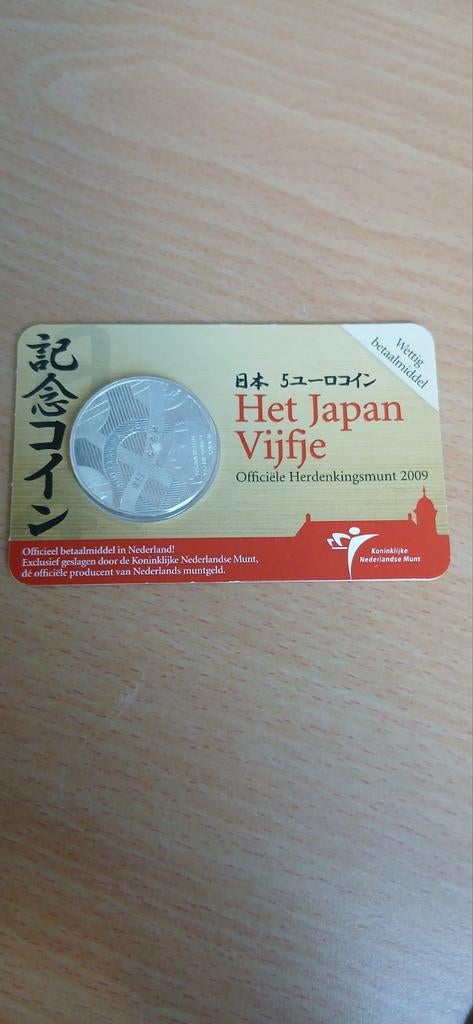 記念コイン
Wettig
betaalmiddel
日本 5ユーロコイン
Het Japan
Vijfje
Officiële Herdenkingsmunt 2009
Officieel betaalmiddel in Nederland!
Exclusief geslagen door de Koninklijke Nederlandse Munt,
dé officiële producent van Nederlands muntgeld.
Koninklijke
Nederlandse Munt